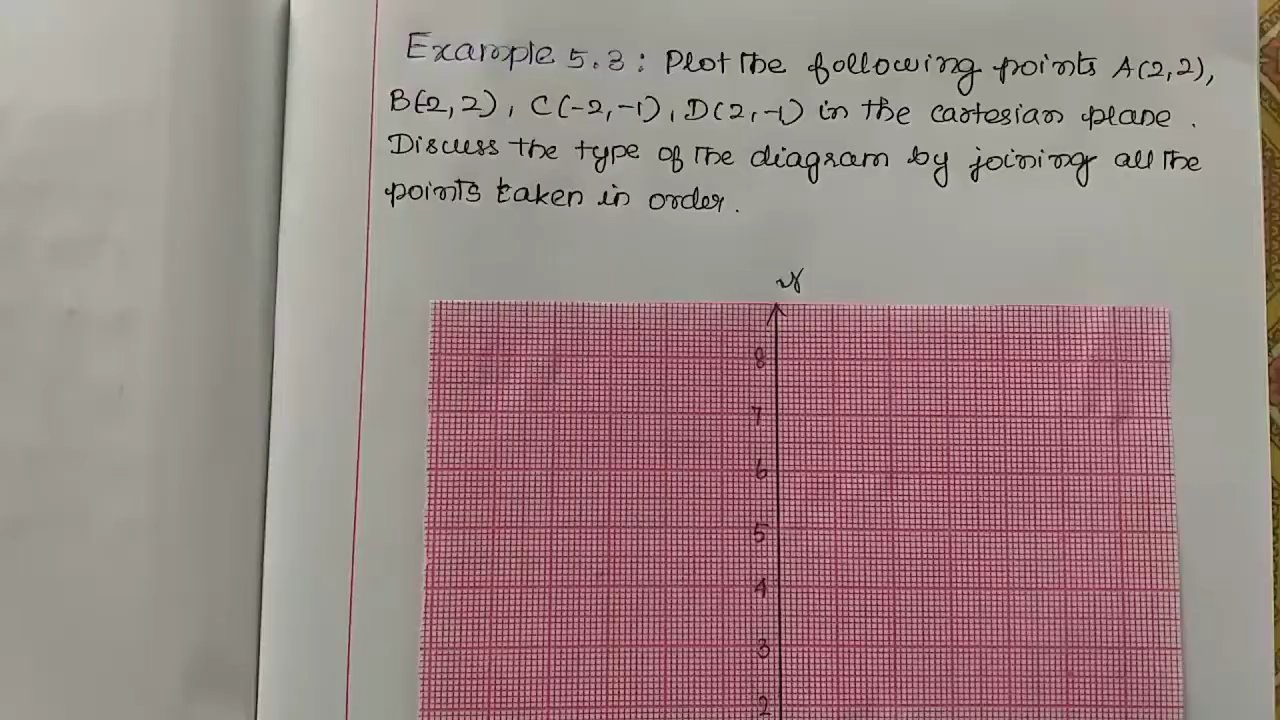 Example 5.3 : Plot the following points A(2,2),
B(-2,2), C(-2,-1), D(2,-1) in the cartesian plane.
Discuss the type of the diagram by joining all the
points taken in order.
y
8
7
6
5
4
3
2